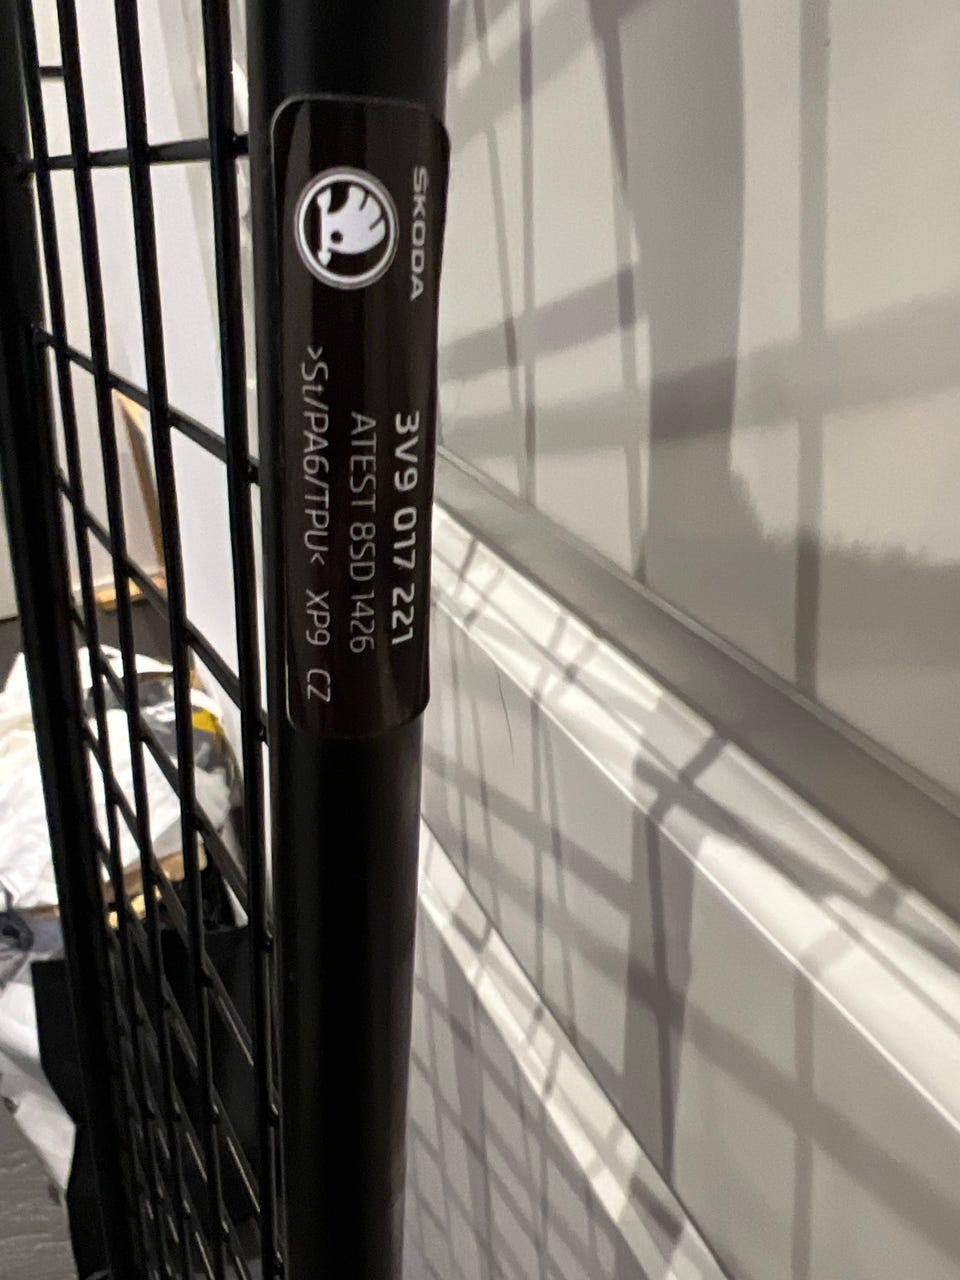 ŠKODA
3V9 017 221
ATEST 8SD 1426
>St/PA6/TPU< XP9 CZ